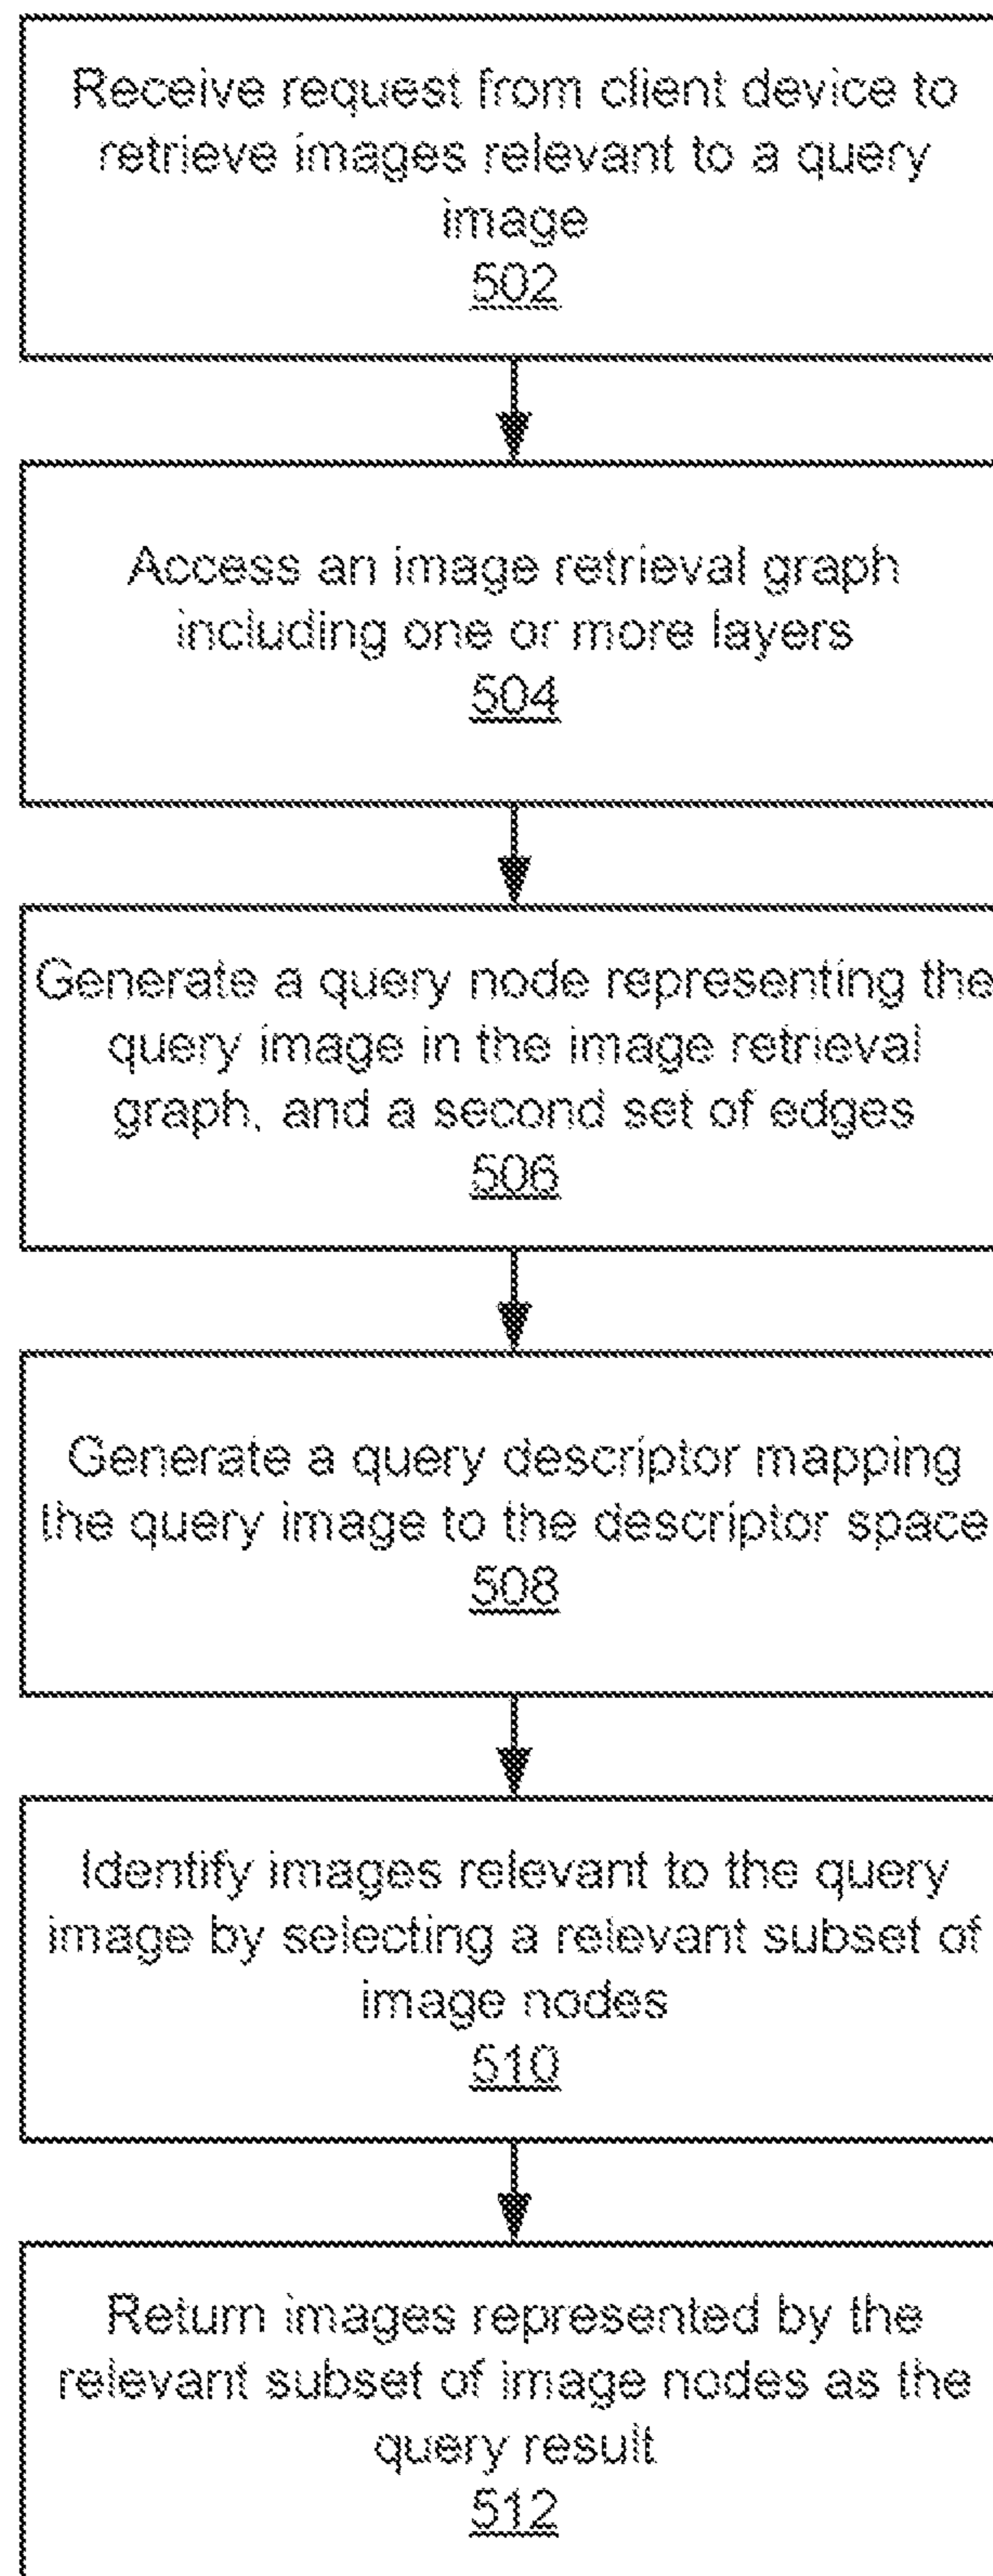 Receive request from client device to
retrieve images relevant to a query
image
502
Access an image retrieval graph
including one or more layers
504
Generate a query node representing the
query image in the image retrieval
graph, and a second set of edges
506
Generate a query descriptor mapping
the query image to the descriptor space
508
Identify images relevant to the query
image by selecting a relevant subset of
image nodes
510
Return images represented by the
relevant subset of image nodes as the
query result
512